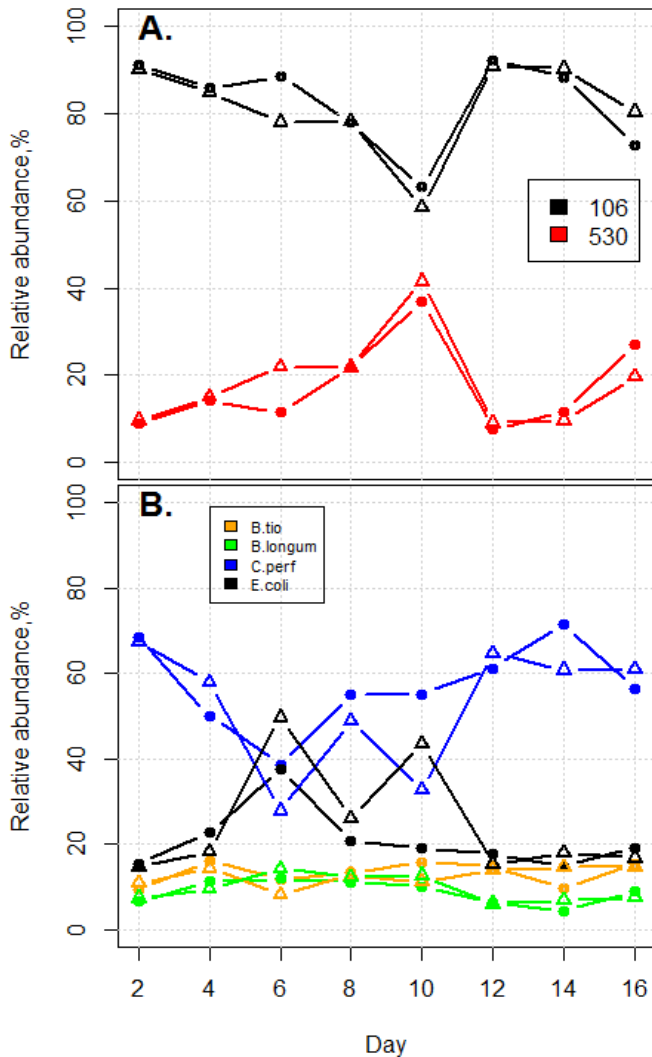 A.
100
80
60
40
20
0
Relative abundance,%
106
530
B.
100
80
60
40
20
0
Relative abundance,%
B.tio
B.longum
C.perf
E.coli
2 4 6 8 10 12 14 16
Day